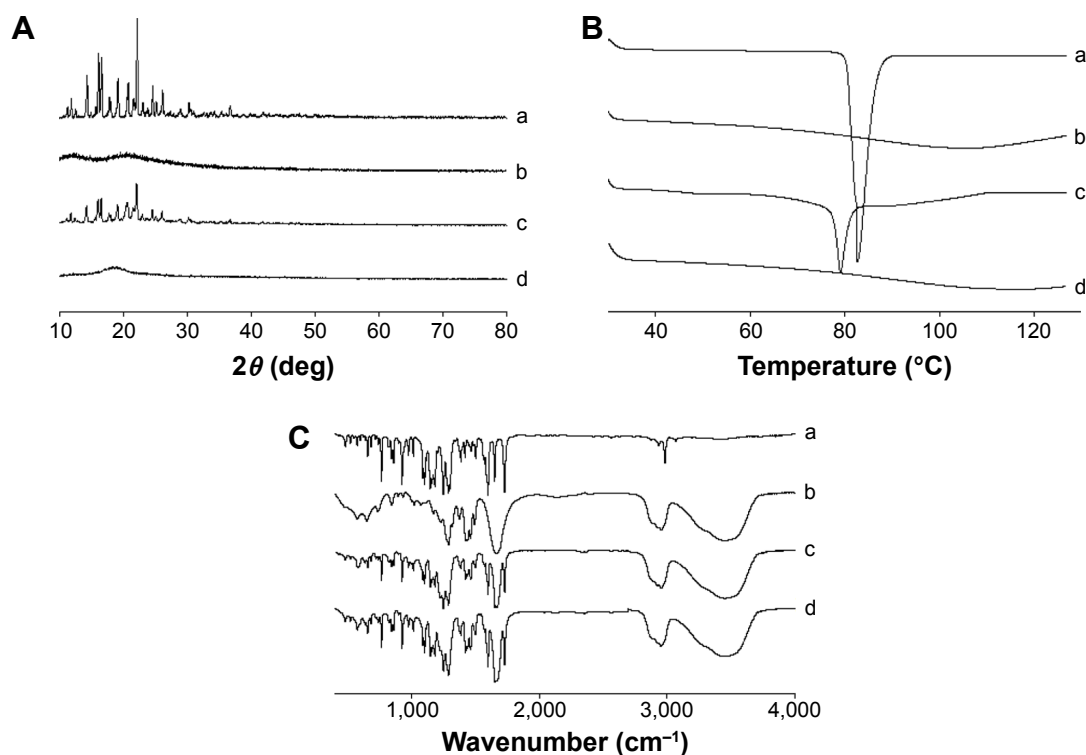 A
a
b
c
d
10 20 30 40 50 60 70 80
2θ (deg)
B
a
b
c
d
40 60 80 100 120
Temperature (°C)
C
a
b
c
d
1,000 2,000 3,000 4,000
Wavenumber (cm⁻¹)